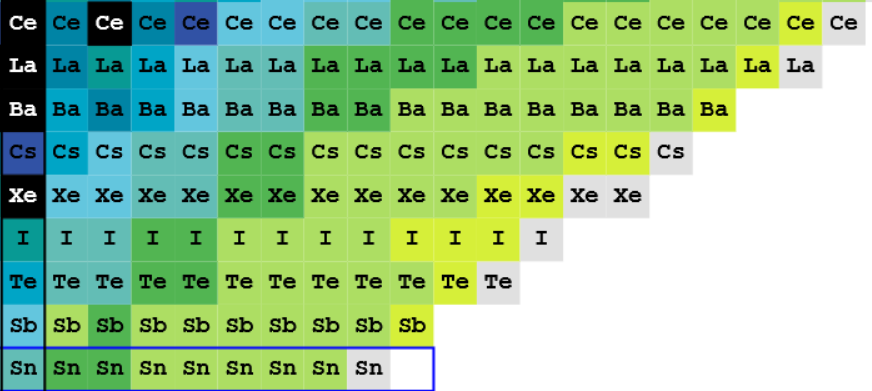 Ce Ce Ce Ce Ce Ce Ce Ce Ce Ce Ce Ce Ce Ce Ce Ce Ce Ce Ce Ce
La La La La La La La La La La La La La La La La La La La
Ba Ba Ba Ba Ba Ba Ba Ba Ba Ba Ba Ba Ba Ba Ba Ba Ba
Cs Cs Cs Cs Cs Cs Cs Cs Cs Cs Cs Cs Cs Cs Cs Cs
Xe Xe Xe Xe Xe Xe Xe Xe Xe Xe Xe Xe Xe Xe Xe
I I I I I I I I I I I I I
Te Te Te Te Te Te Te Te Te Te Te Te
Sb Sb Sb Sb Sb Sb Sb Sb Sb Sb
Sn Sn Sn Sn Sn Sn Sn Sn Sn